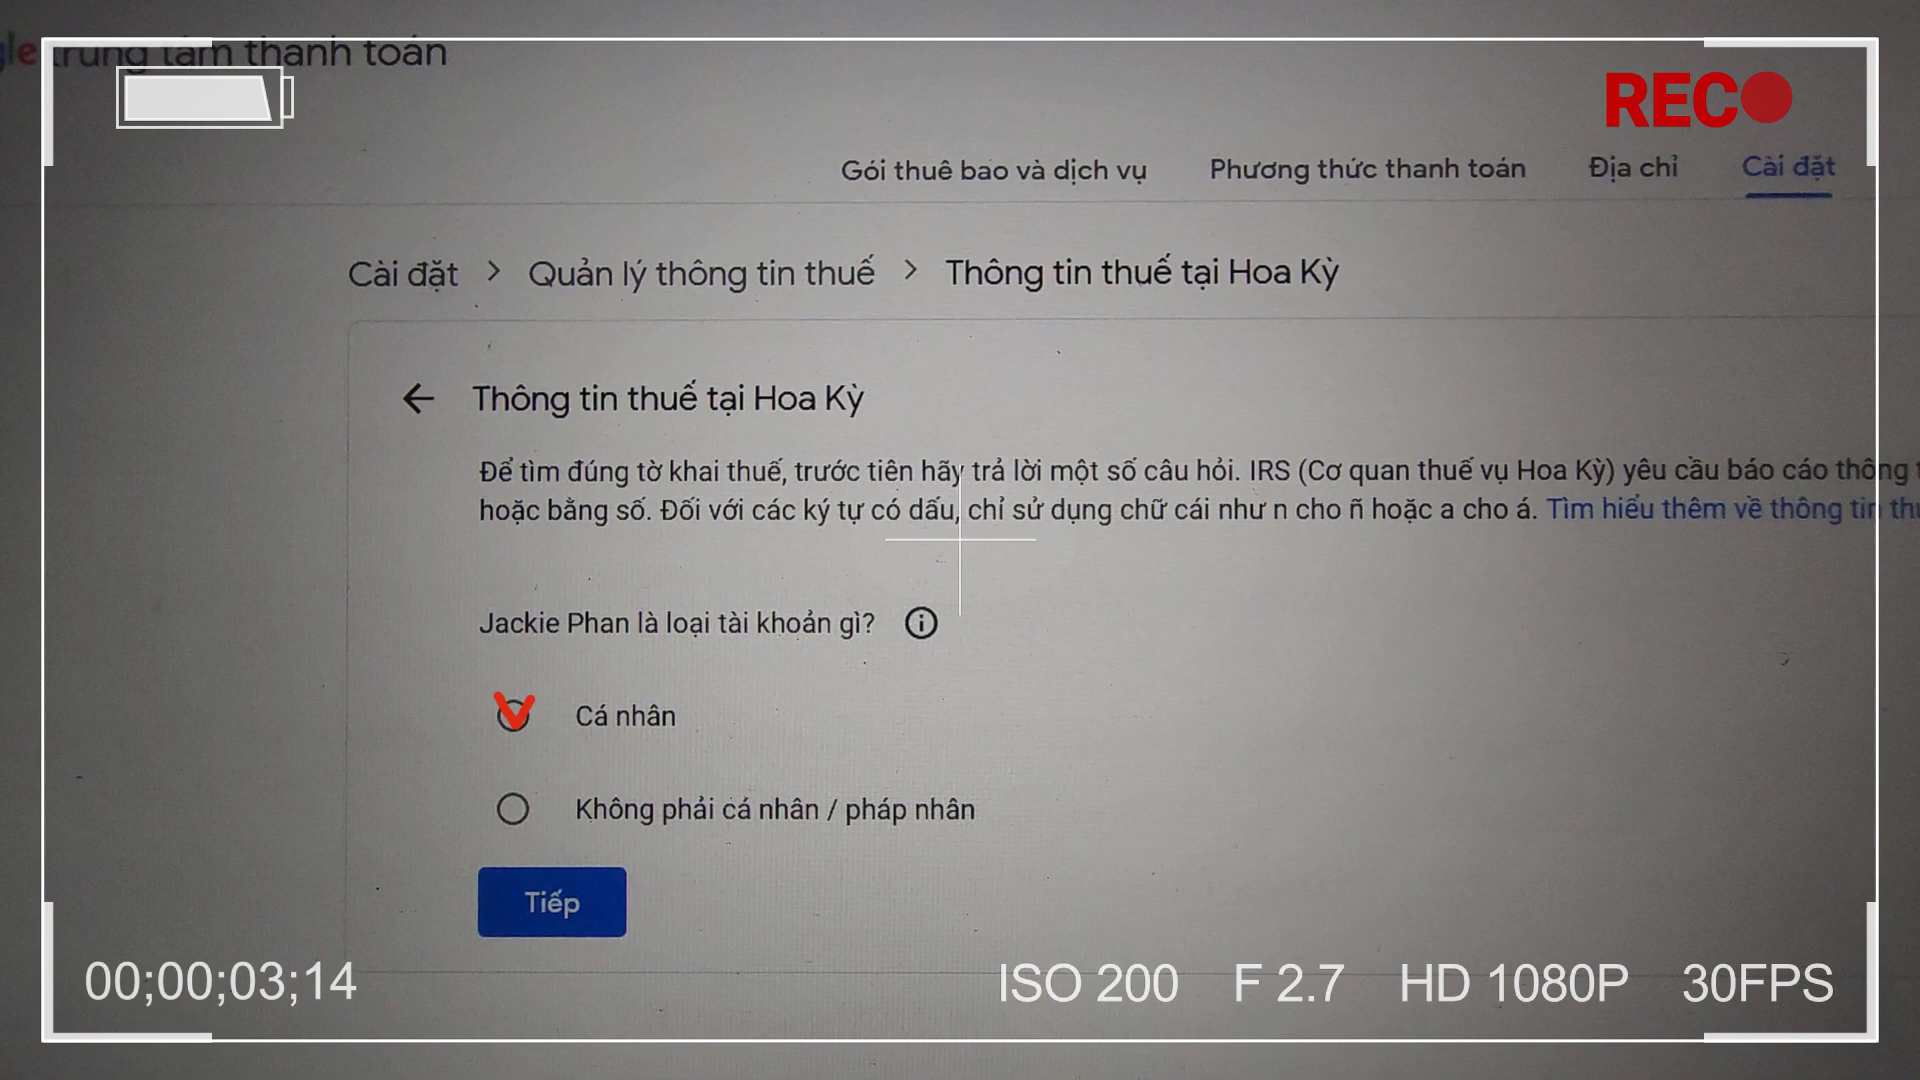 gle trung tâm thanh toán
REC
Gói thuê bao và dịch vụ Phương thức thanh toán Địa chỉ Cài đặt
Cài đặt > Quản lý thông tin thuế > Thông tin thuế tại Hoa Kỳ
Thông tin thuế tại Hoa Kỳ
Để tìm đúng tờ khai thuế, trước tiên hãy trả lời một số câu hỏi. IRS (Cơ quan thuế vụ Hoa Kỳ) yêu cầu báo cáo thông
hoặc bằng số. Đối với các ký tự có dấu, chỉ sử dụng chữ cái như n cho ñ hoặc a cho á. Tìm hiểu thêm về thông tin
Jackie Phan là loại tài khoản gì?
Cá nhân
Không phải cá nhân / pháp nhân
Tiếp
00;00;03;14 ISO 200 F 2.7 HD 1080P 30FPS